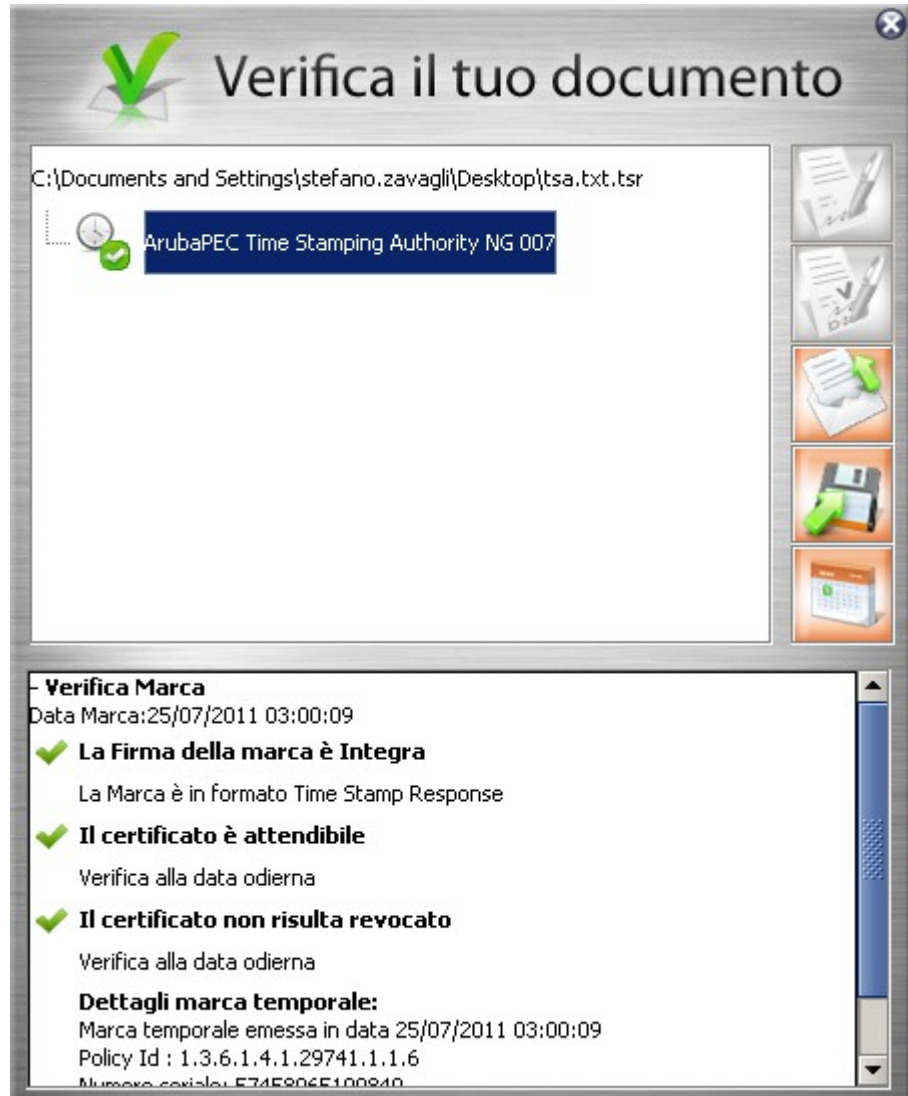 Verifica il tuo documento
C:\Documents and Settings\stefano.zavagli\Desktop\tsa.txt.tsr
ArubaPEC Time Stamping Authority NG 007
- Verifica Marca
Data Marca:25/07/2011 03:00:09
La Firma della marca è Integra
La Marca è in formato Time Stamp Response
Il certificato è attendibile
Verifica alla data odierna
Il certificato non risulta revocato
Verifica alla data odierna
Dettagli marca temporale:
Marca temporale emessa in data 25/07/2011 03:00:09
Policy Id : 1.3.6.1.4.1.29741.1.1.6
Numero seriale: